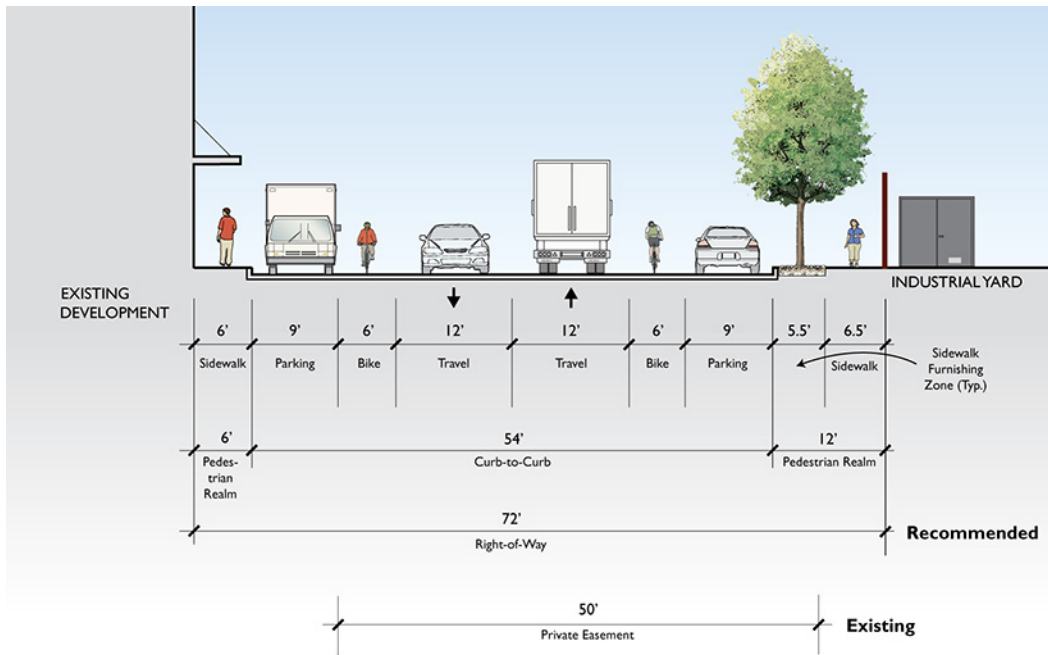 EXISTING
DEVELOPMENT
INDUSTRIAL YARD
6’ 9’ 6’ 12’ 12’ 6’ 9’ 5.5’ 6.5’
Sidewalk Parking Bike Travel Travel Bike Parking Sidewalk
Sidewalk
Furnishing
Zone (Typ.)
6’ 54’ 12’
Pedes-
trian
Realm
Curb-to-Curb
Pedestrian Realm
72’
Right-of-Way
Recommended
50’
Private Easement
Existing